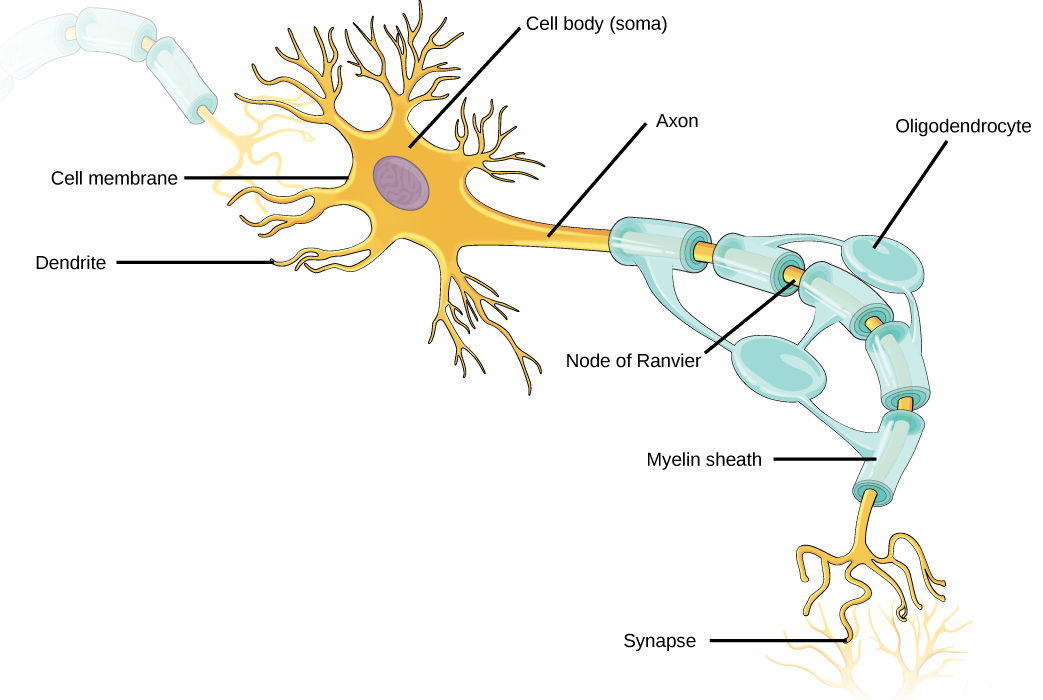 Cell body (soma)
Axon
Oligodendrocyte
Cell membrane
Dendrite
Node of Ranvier
Myelin sheath
Synapse